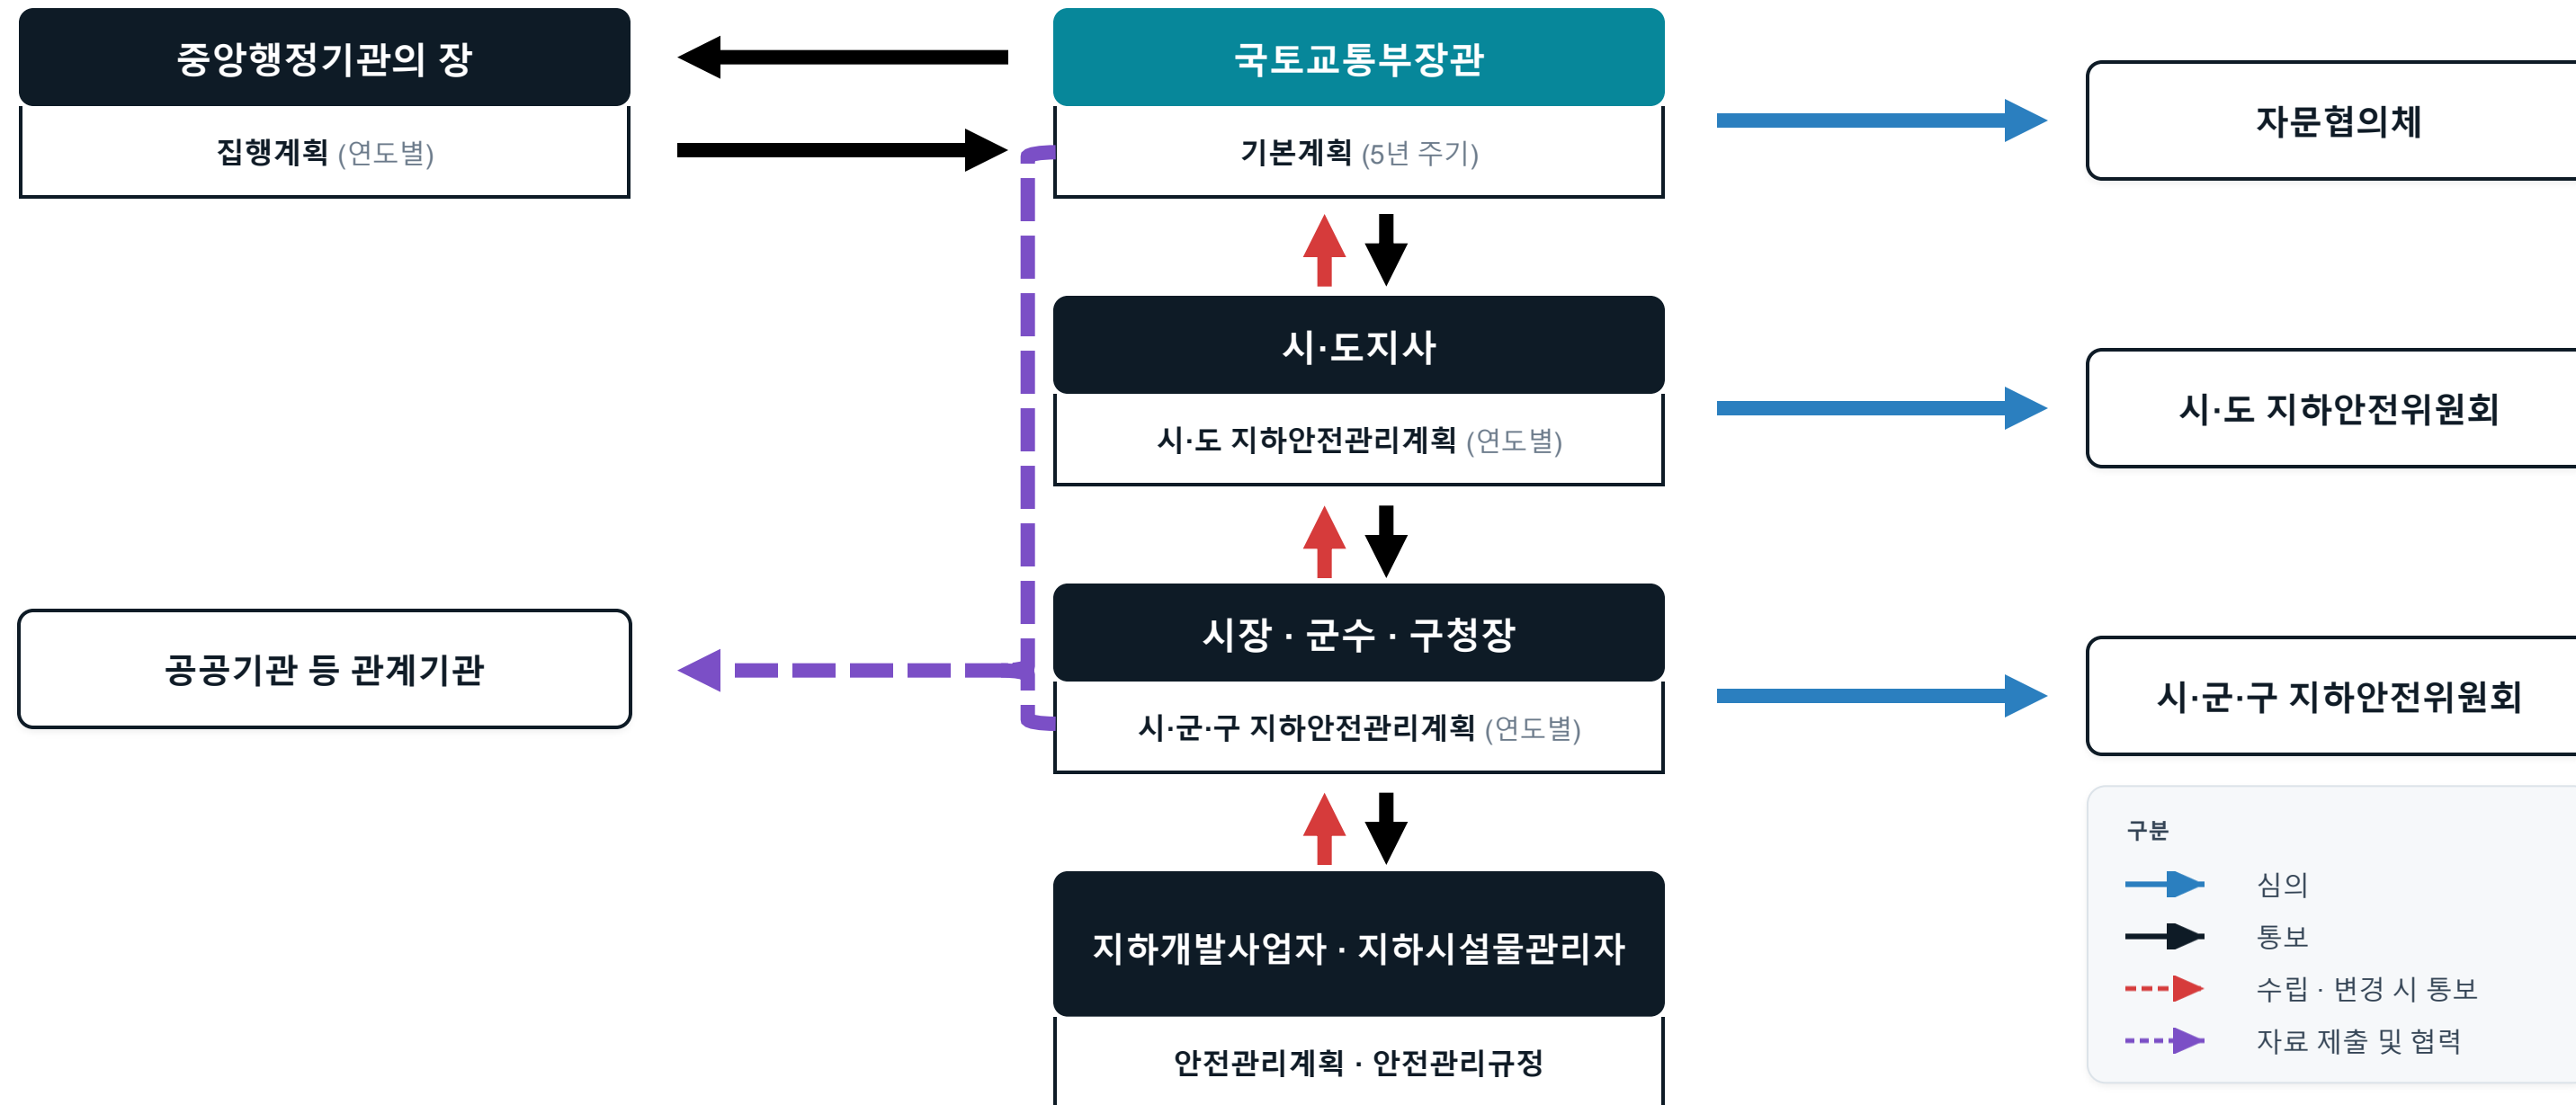 중앙행정기관의 장
집행계획 (연도별)
국토교통부장관
기본계획 (5년 주기)
자문협의체
시·도지사
시·도 지하안전관리계획 (연도별)
시·도 지하안전위원회
공공기관 등 관계기관
시장 · 군수 · 구청장
시·군·구 지하안전관리계획 (연도별)
시·군·구 지하안전위원회
지하개발사업자 · 지하시설물관리자
안전관리계획 · 안전관리규정
구분
심의
통보
수립 · 변경 시 통보
자료 제출 및 협력